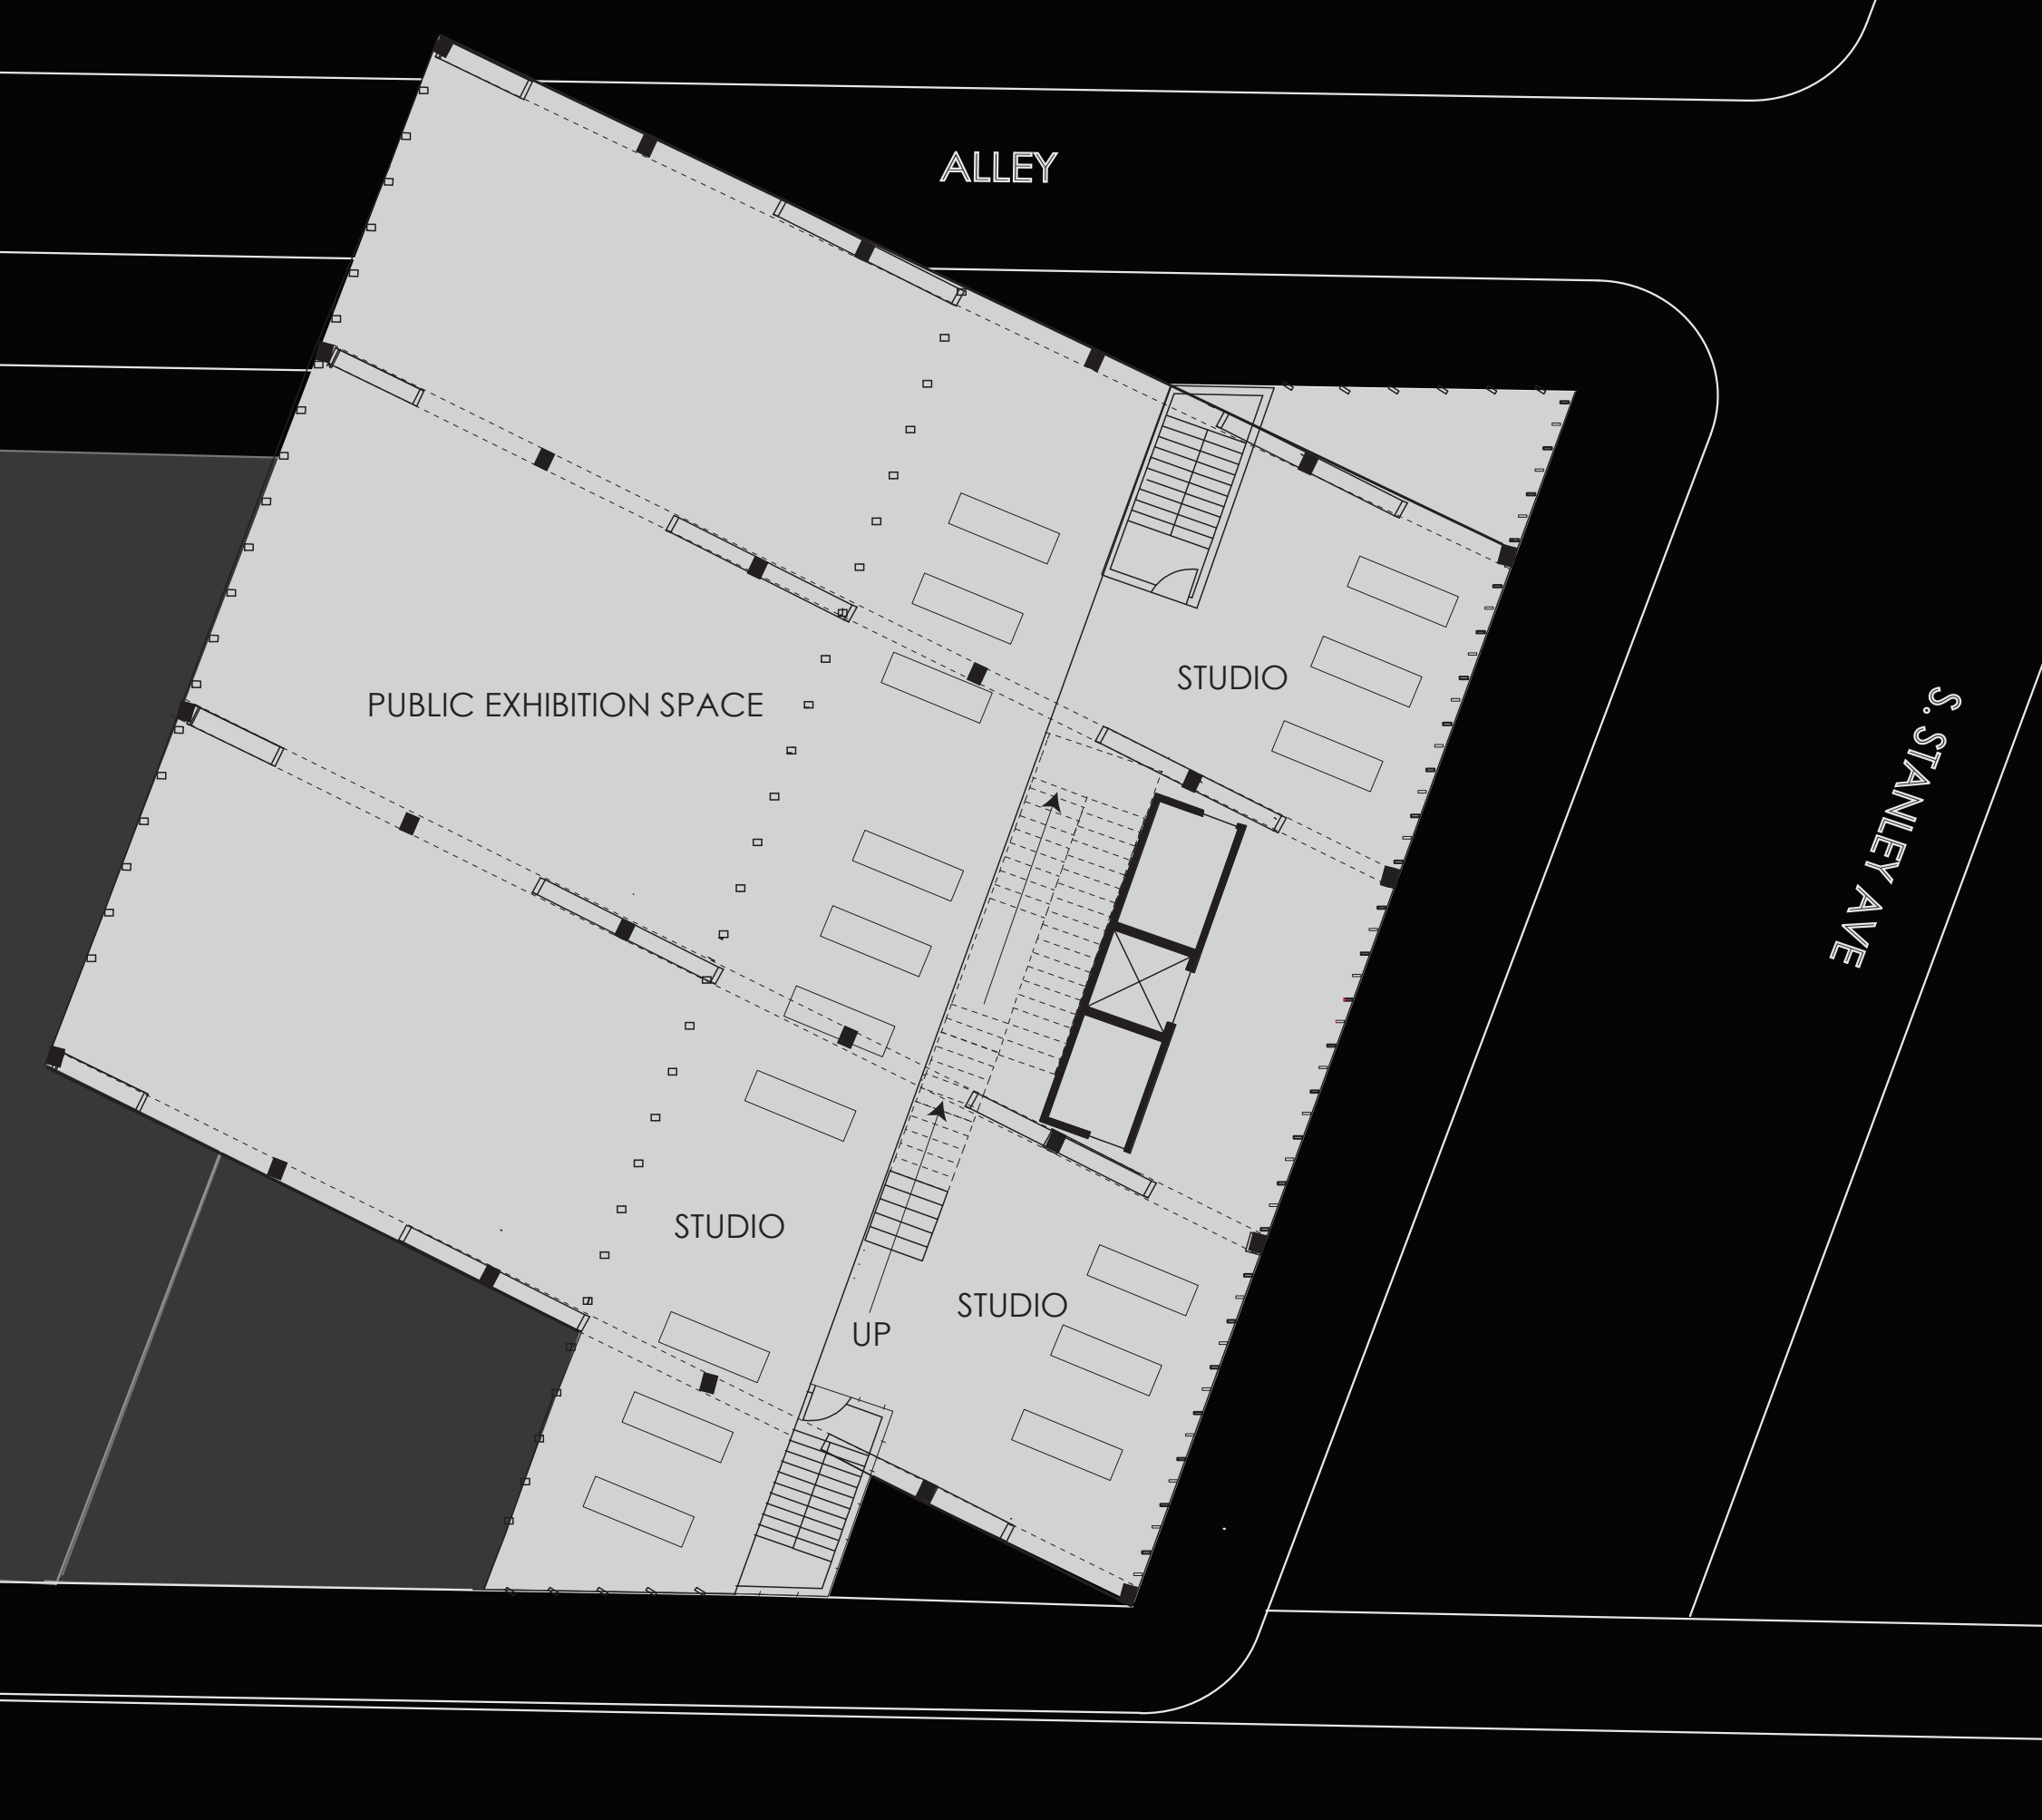 ALLEY
STUDIO
PUBLIC EXHIBITION SPACE
S. STANLEY AVE
STUDIO
STUDIO
UP